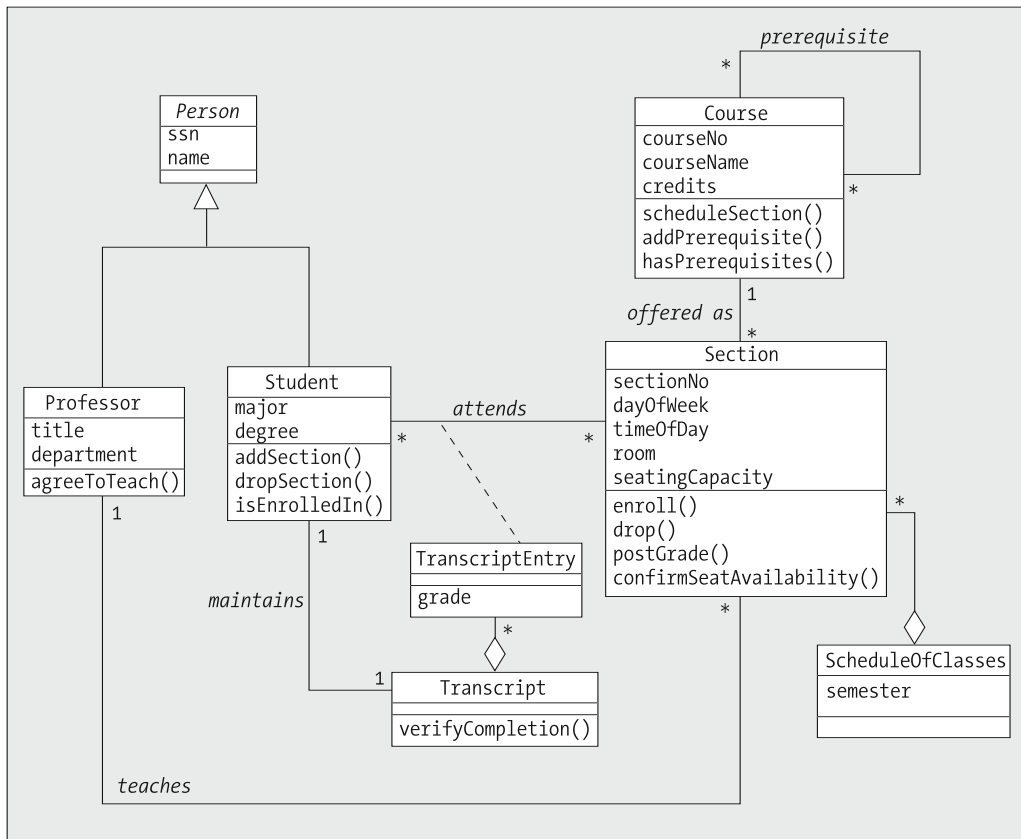 prerequisite
*
Person
ssn
name
Course
courseNo
courseName
credits
*
scheduleSection()
addPrerequisite()
hasPrerequisites()
1
offered as
*
Section
sectionNo
dayOfWeek
timeOfDay
room
seatingCapacity
enroll()
drop()
postGrade()
confirmSeatAvailability()
*
*
Student
major
degree
addSection()
dropSection()
isEnrolledIn()
attends
*
*
Professor
title
department
agreeToTeach()
1
1
TranscriptEntry
grade
*
maintains
1
Transcript
verifyCompletion()
ScheduleOfClasses
semester
teaches